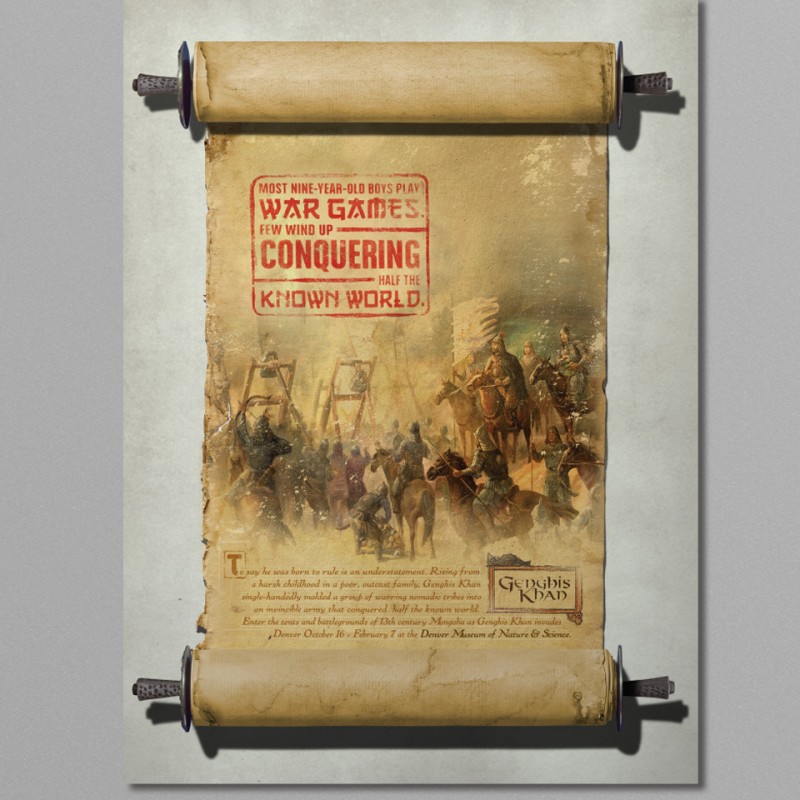 MOST NINE-YEAR-OLD BOYS PLAY
WAR GAMES.
FEW WIND UP
CONQUERING
HALF THE
KNOWN WORLD.
To say he was born to rule is an understatement. Rising from
a harsh childhood in a poor, outcast family, Genghis Khan
single-handedly molded a group of warring nomadic tribes into
an invincible army that conquered half the known world.
Enter the tents and battlegrounds of 13th century Mongolia as Genghis Khan invades
Denver October 16 - February 7 at the Denver Museum of Nature & Science.
Genghis
Khan